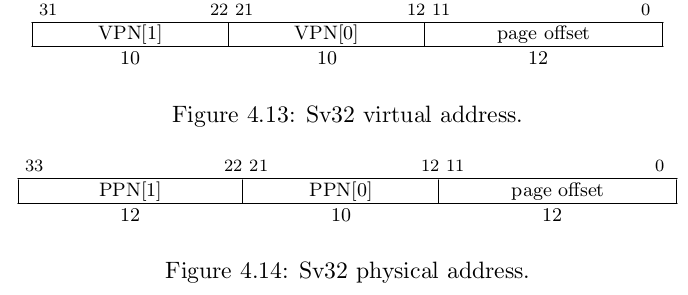 31 22 21 12 11 0
VPN[1] VPN[0] page offset
10 10 12
Figure 4.13: Sv32 virtual address.
33 22 21 12 11 0
PPN[1] PPN[0] page offset
12 10 12
Figure 4.14: Sv32 physical address.